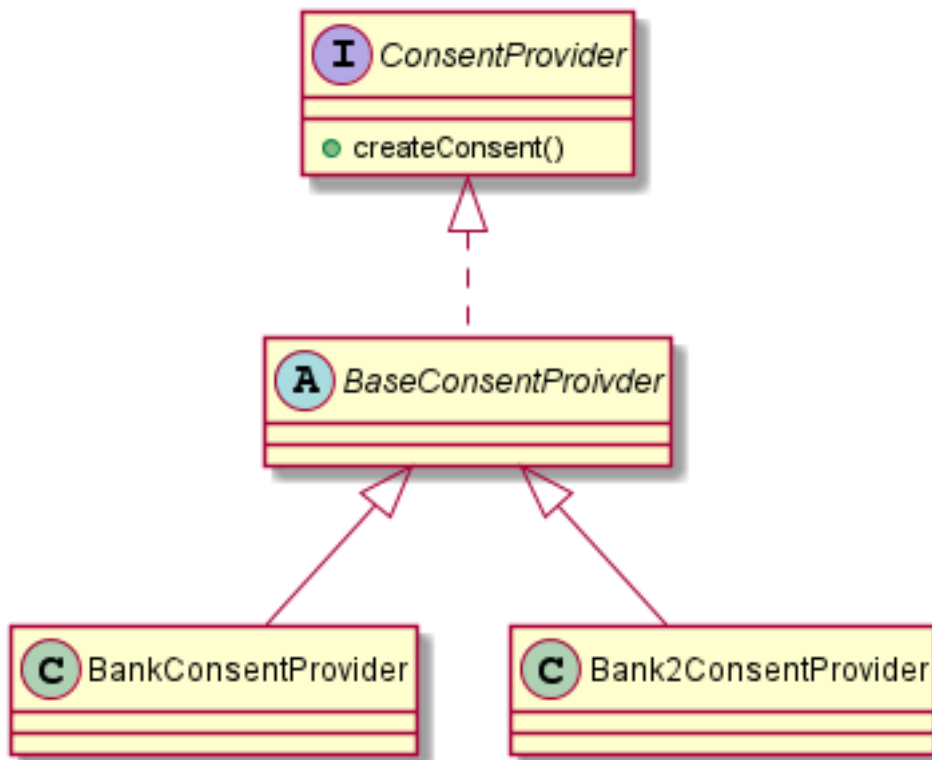 I ConsentProvider
createConsent()
A BaseConsentProivder
C BankConsentProvider
C Bank2ConsentProvider